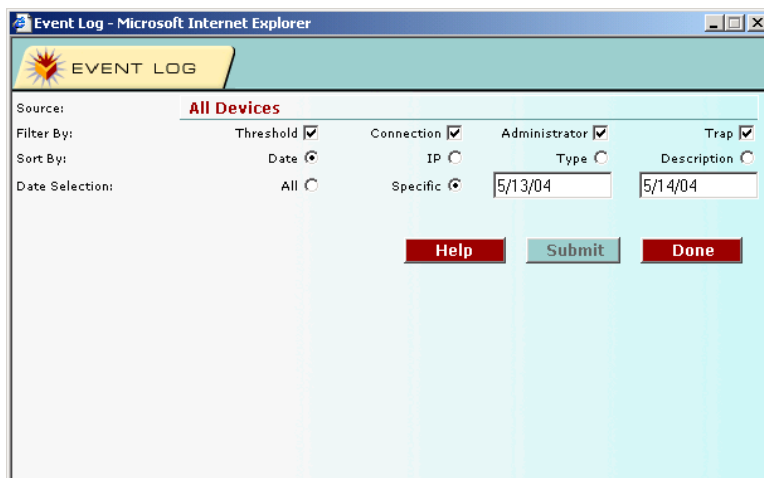 Event Log - Microsoft Internet Explorer
EVENT LOG
Source: All Devices
Filter By: Threshold Connection Administrator Trap
Sort By: Date IP Type Description
Date Selection: All Specific 5/13/04 5/14/04
Help Submit Done